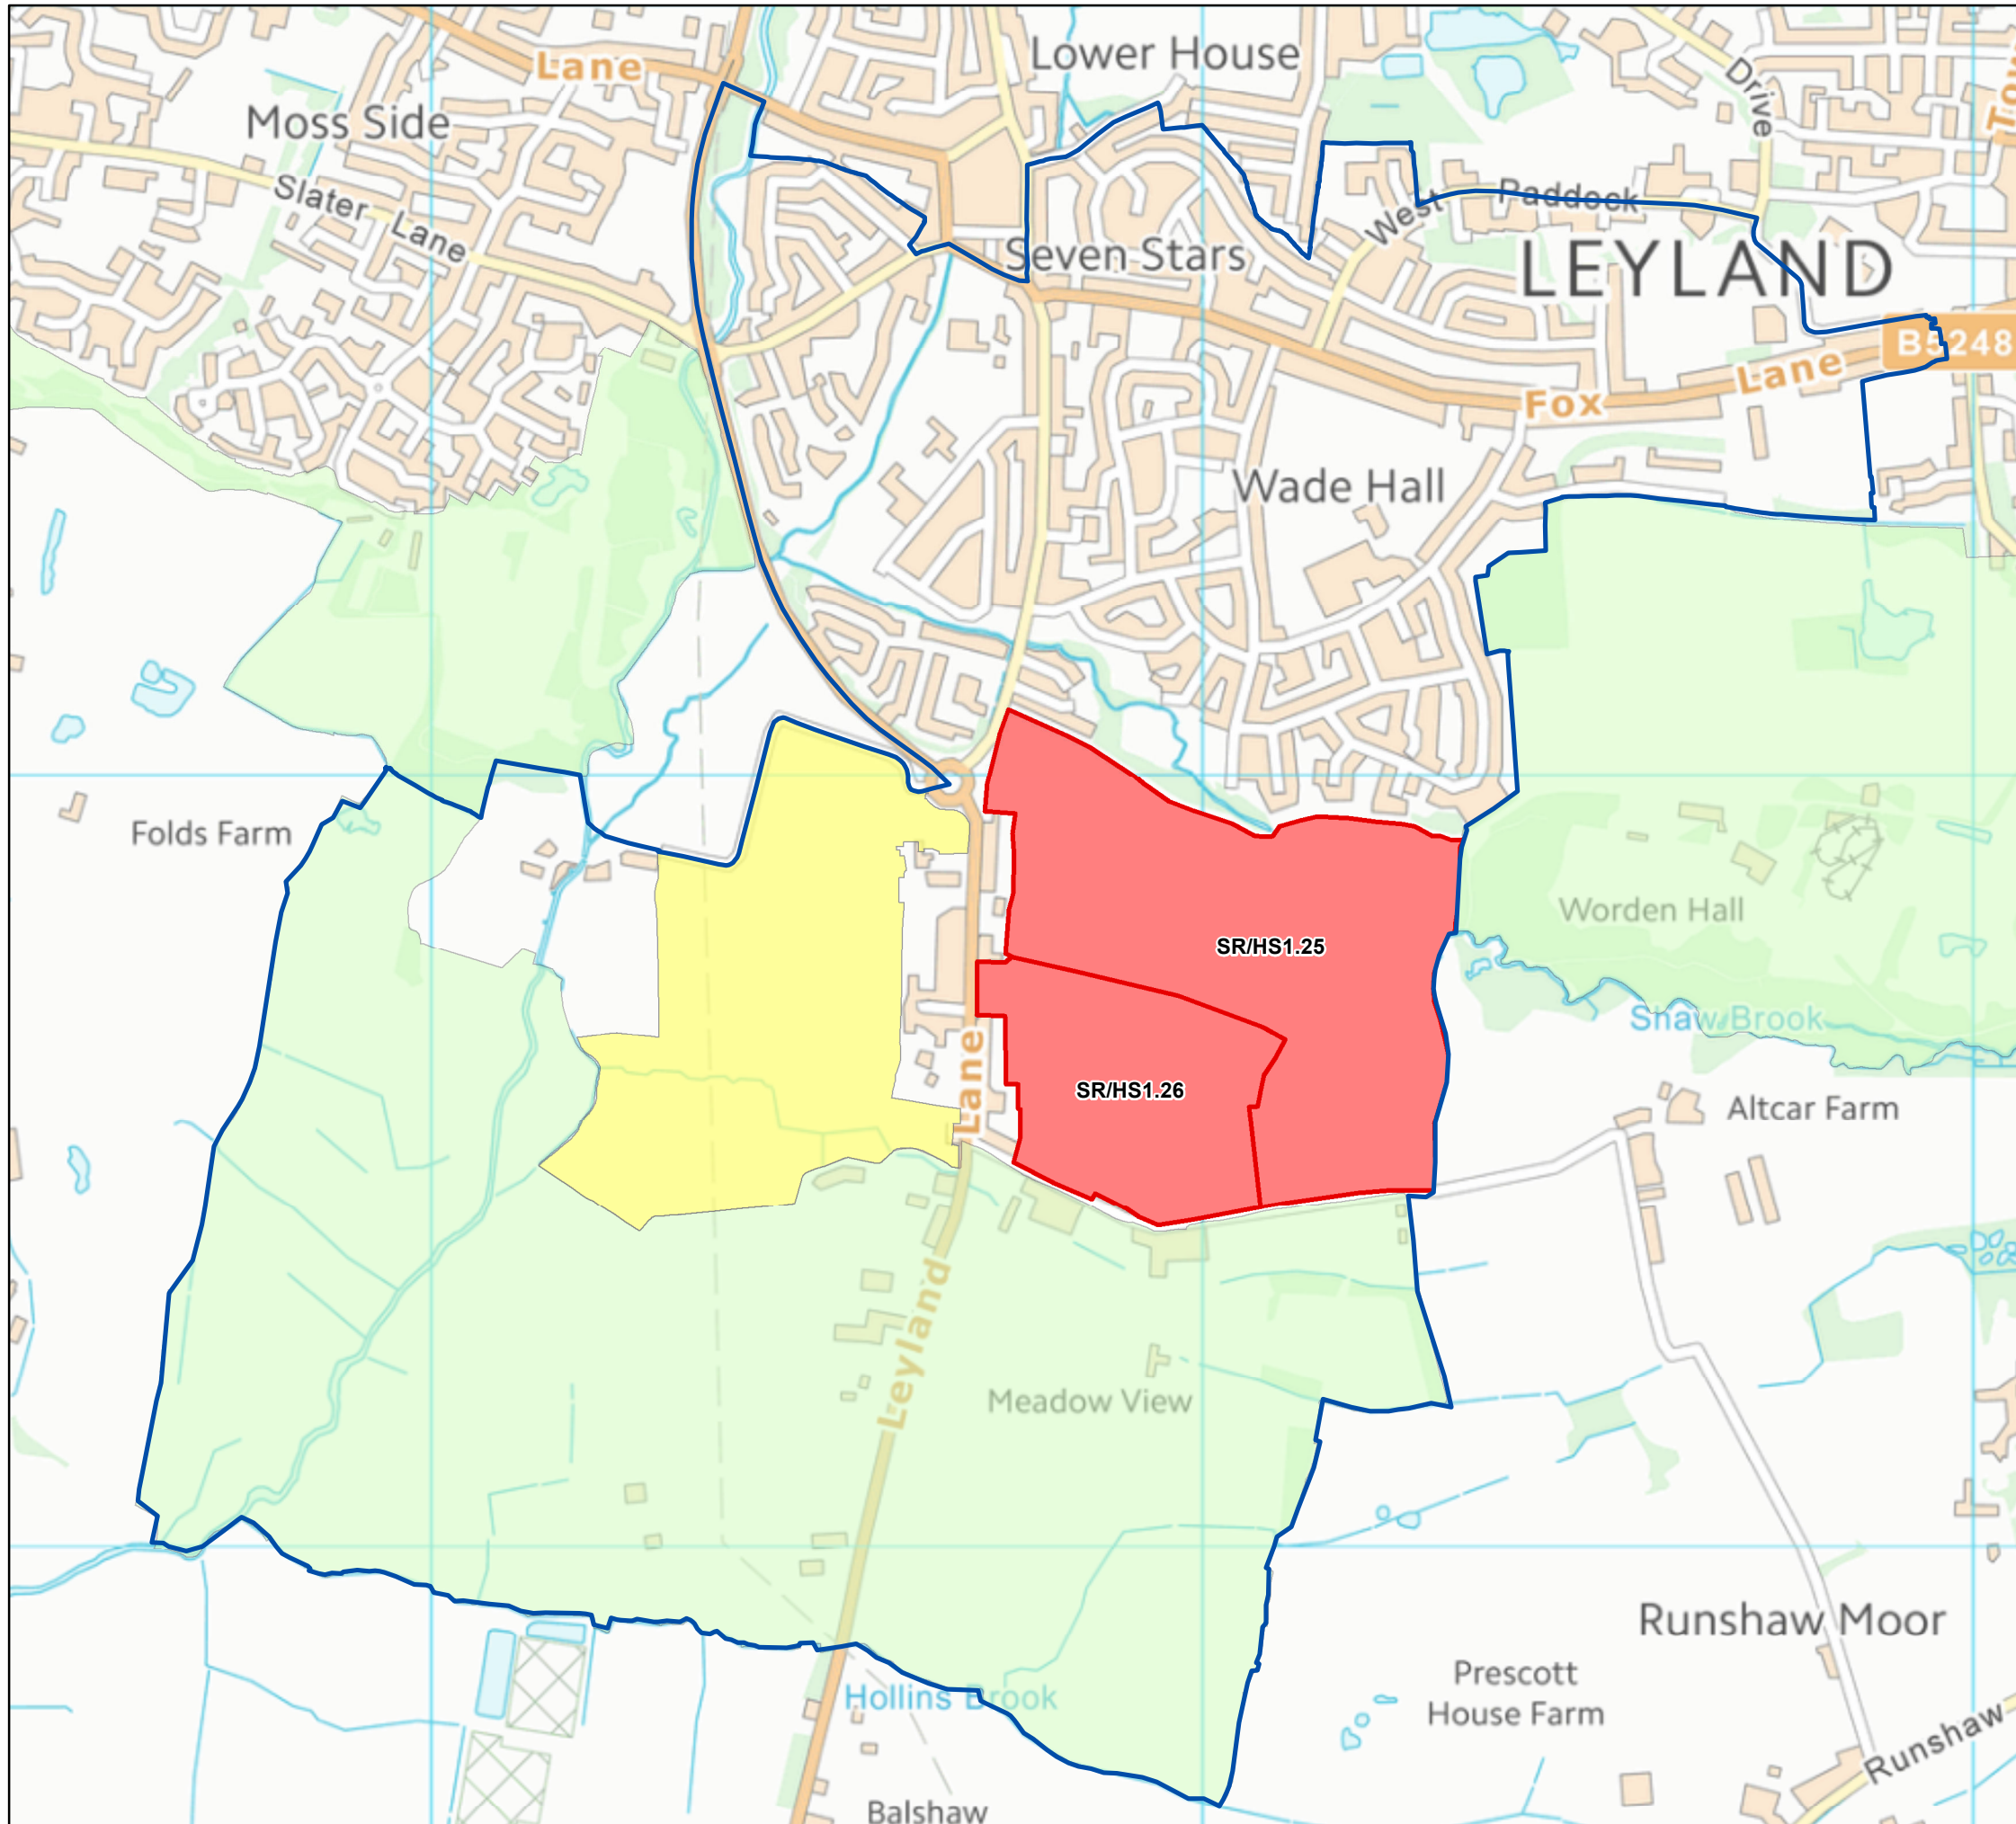 Lane
Lower House
Drive
Moss Side
Slater Lane
West Paddock
Seven Stars
LEYLAND
B5248
Lane
Fox
Wade Hall
Folds Farm
Worden Hall
SR/HS1.25
Shaw Brook
Lane
SR/HS1.26
Altcar Farm
Leyland
Meadow View
Runshaw Moor
Prescott
House Farm
Hollins Brook
Runshaw
Balshaw